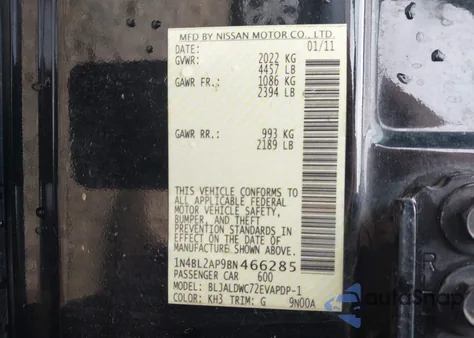 MFD BY NISSAN MOTOR CO., LTD.
DATE: 01/11
GVWR: 2022 KG
4457 LB
GAWR FR.: 1086 KG
2394 LB
GAWR RR.: 993 KG
2189 LB
THIS VEHICLE CONFORMS TO
ALL APPLICABLE FEDERAL
MOTOR VEHICLE SAFETY,
BUMPER, AND THEFT
PREVENTION STANDARDS IN
EFFECT ON THE DATE OF
MANUFACTURE SHOWN ABOVE.
1N4BL2AP9BN466285
PASSENGER CAR 600
MODEL: BLJALDWC72EVAPDP-1
COLOR: KH3 TRIM: G 9N00A
AutoSnap